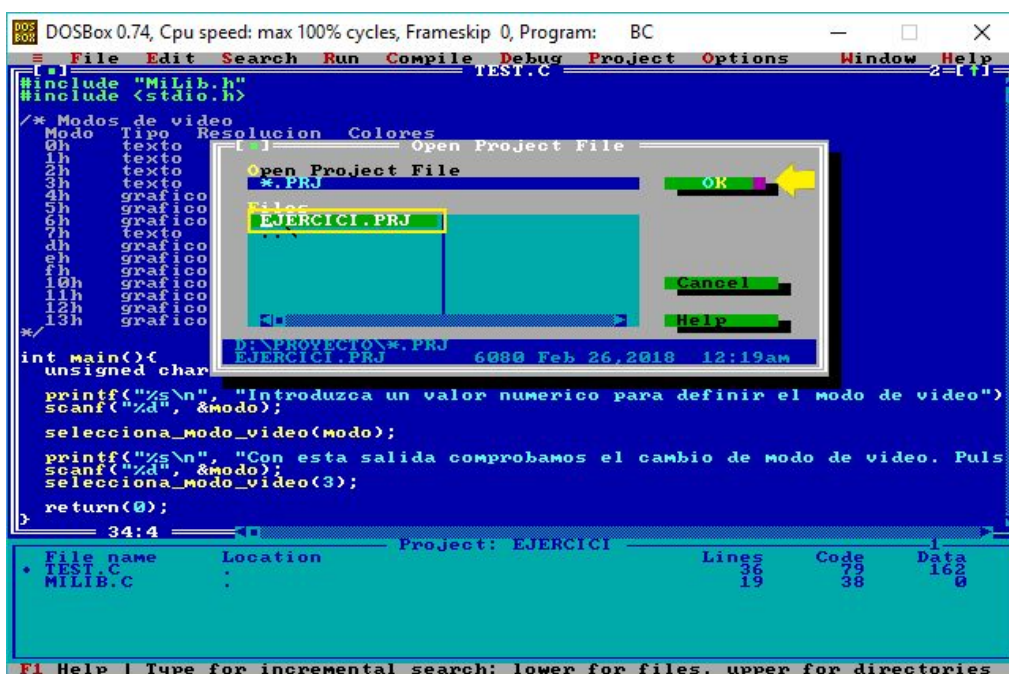 DOSBox 0.74, Cpu speed: max 100% cycles, Frameskip 0, Program: BC
≡ File Edit Search Run Compile Debug Project Options Window Help
TEST.C 2
#include "MiLib.h"
#include <stdio.h>
/* Modos de video
Modo Tipo Resolucion Colores
0h texto
1h texto
2h texto
3h texto
4h grafico
5h grafico
6h grafico
7h texto
dh grafico
eh grafico
fh grafico
10h grafico
11h grafico
12h grafico
13h grafico
*/
int main(){
unsigned char
printf("%s\n", "Introduzca un valor numerico para definir el modo de video")
scanf("%d", &modo);
selecciona_modo_video(modo);
printf("%s\n", "Con esta salida comprobamos el cambio de modo de video. Puls
scanf("%d", &modo);
selecciona_modo_video(3);
return(0);
}
34:4
Open Project File
Open Project File
*.PRJ
OK
Files
EJERCICI.PRJ
..\
Cancel
Help
D:\PROYECTO\*.PRJ
EJERCICI.PRJ 6080 Feb 26,2018 12:19am
Project: EJERCICI 1
File name Location Lines Code Data
• TEST.C . 36 79 162
MILIB.C . 19 38 0
F1 Help | Type for incremental search: lower for files, upper for directories